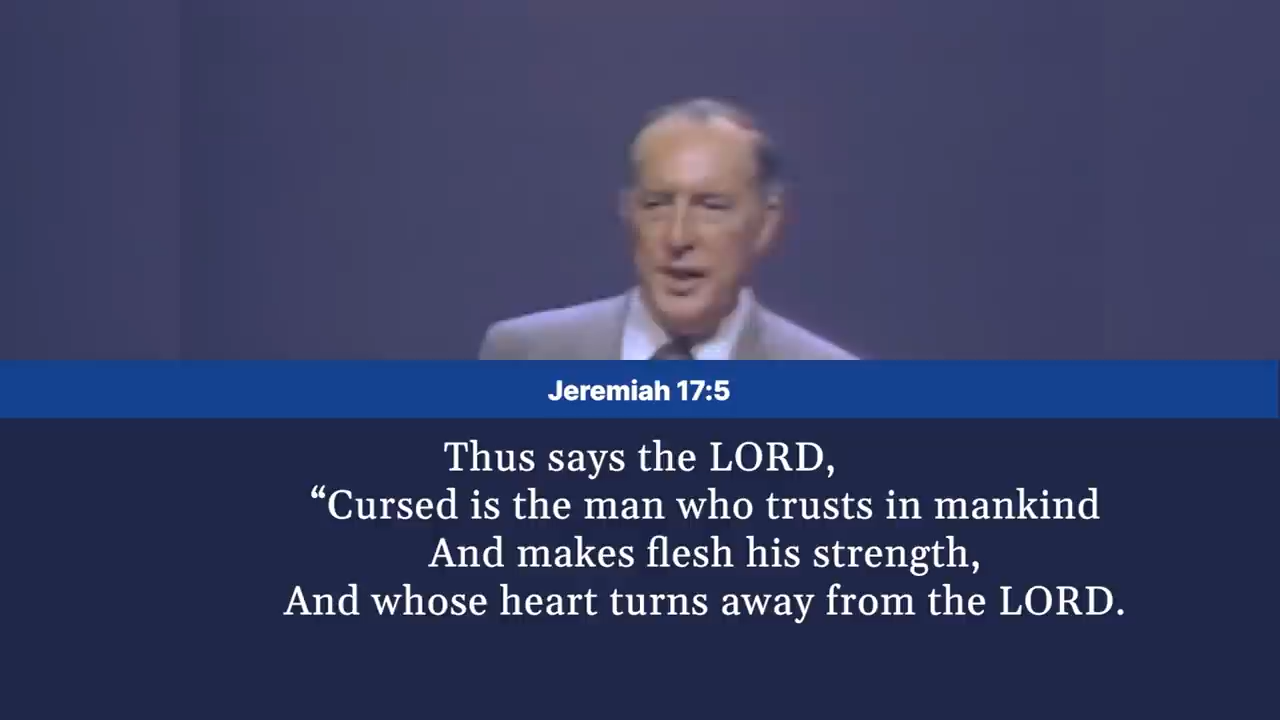 Jeremiah 17:5
Thus says the LORD,
“Cursed is the man who trusts in mankind
And makes flesh his strength,
And whose heart turns away from the LORD.